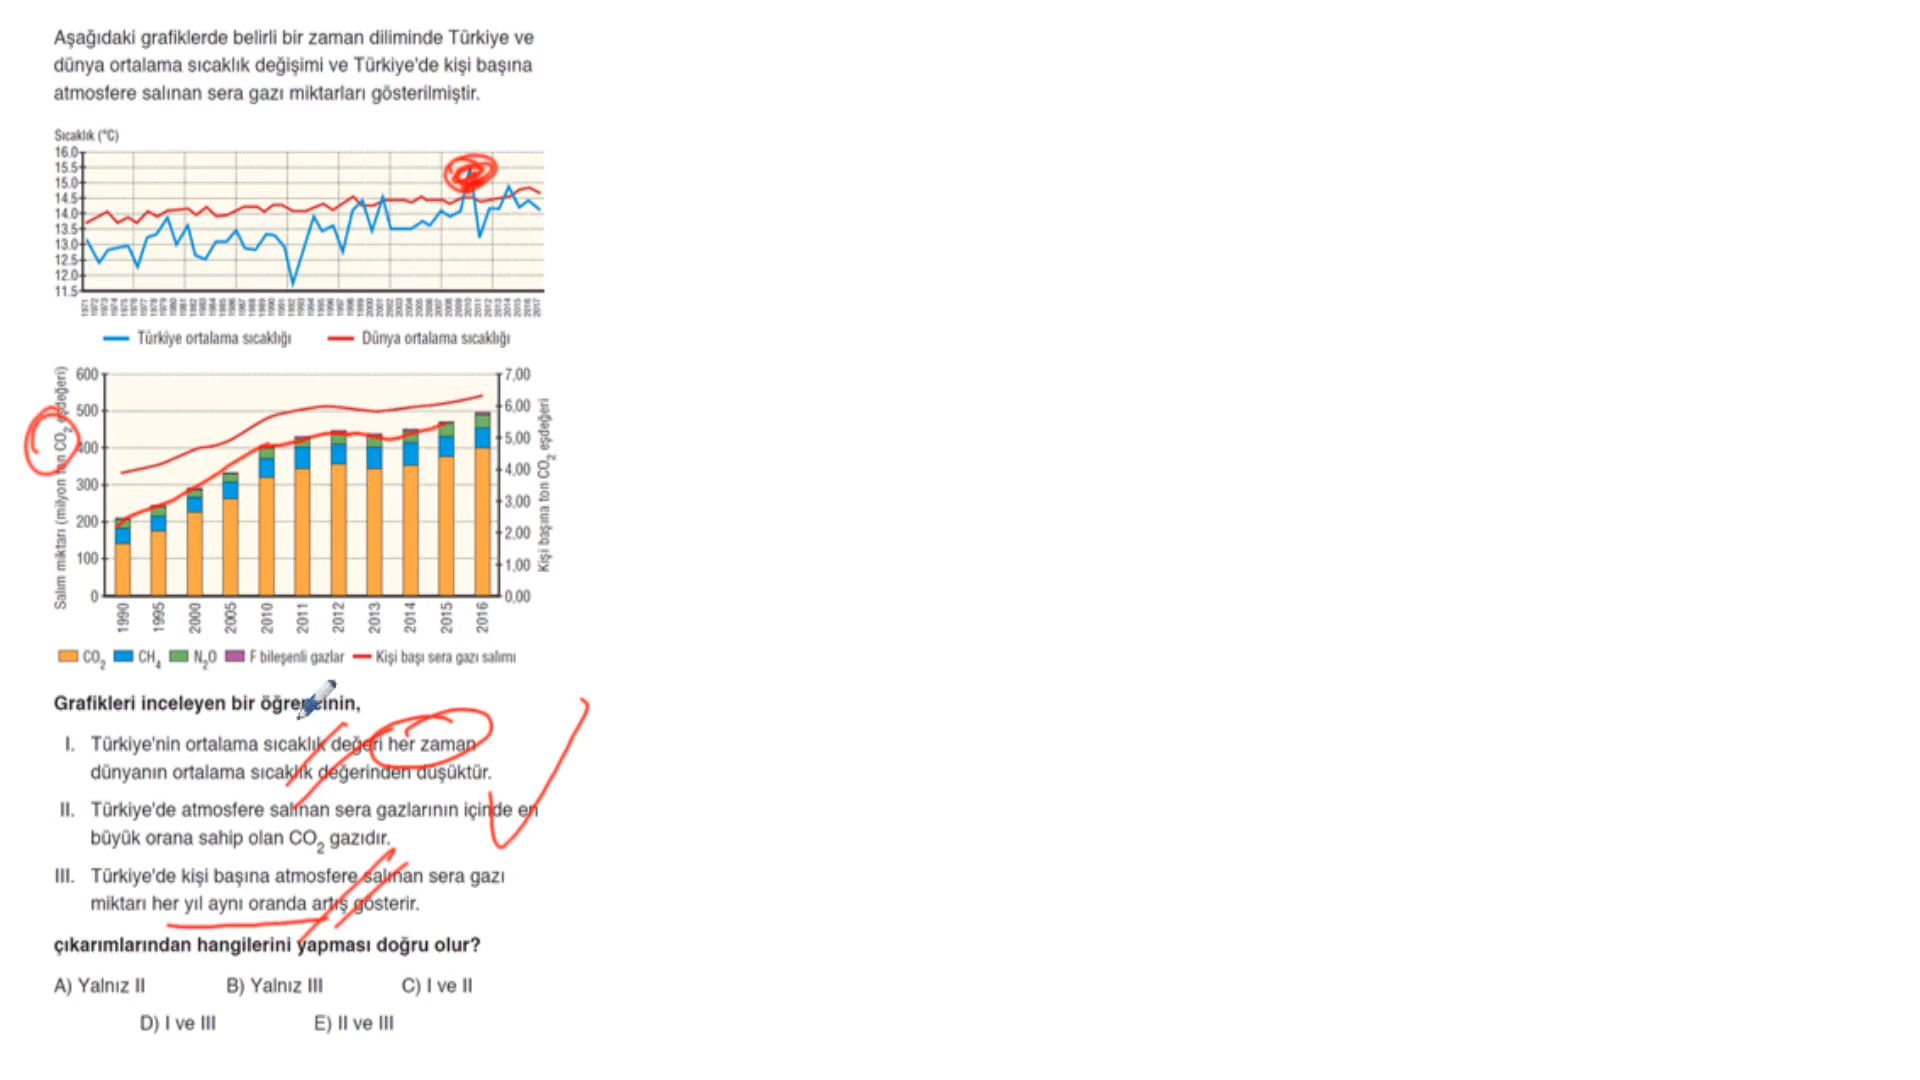 Aşağıdaki grafiklerde belirli bir zaman diliminde Türkiye ve
dünya ortalama sıcaklık değişimi ve Türkiye'de kişi başına
atmosfere salınan sera gazı miktarları gösterilmiştir.
Sıcaklık (°C)
16.0
15.5
15.0
14.5
14.0
13.5
13.0
12.5
12.0
11.5
Türkiye ortalama sıcaklığı
Dünya ortalama sıcaklığı
Salım miktarı (milyon ton CO2 eşdeğeri)
600
500
400
300
200
100
0
7,00
6,00
5,00
4,00
3,00
2,00
1,00
0,00
Kişi başına ton CO2 eşdeğeri
1990 1995 2000 2005 2010 2011 2012 2013 2014 2015 2016
CO2 CH4 N2O F bileşenli gazlar Kişi başı sera gazı salımı
Grafikleri inceleyen bir öğrencinin,
I. Türkiye'nin ortalama sıcaklık değeri her zaman
dünyanın ortalama sıcaklık değerinden düşüktür.
II. Türkiye'de atmosfere salınan sera gazlarının içinde en
büyük orana sahip olan CO2 gazıdır.
III. Türkiye'de kişi başına atmosfere salınan sera gazı
miktarı her yıl aynı oranda artış gösterir.
çıkarımlarından hangilerini yapması doğru olur?
A) Yalnız II B) Yalnız III C) I ve II
D) I ve III E) II ve III